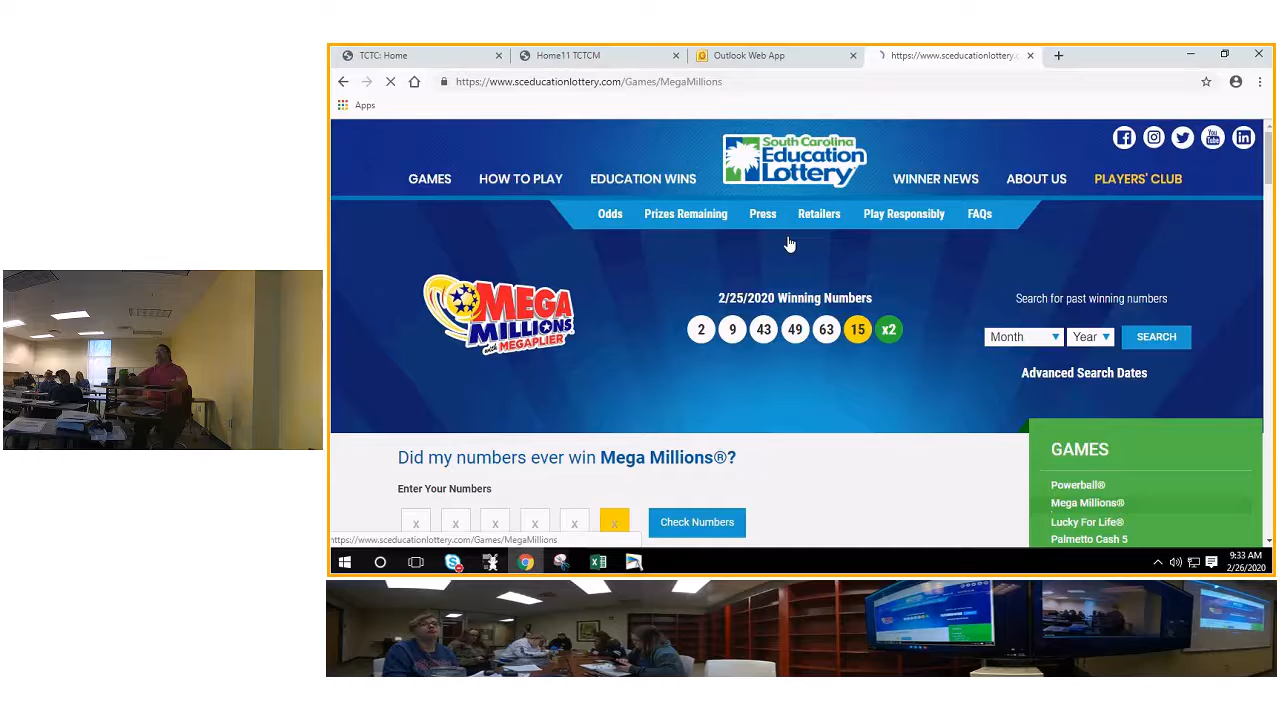 TCTC: Home
Home11 TCTCM
Outlook Web App
https://www.sceducationlottery.c
https://www.sceducationlottery.com/Games/MegaMillions
Apps
South Carolina
Education
Lottery
GAMES
HOW TO PLAY
EDUCATION WINS
WINNER NEWS
ABOUT US
PLAYERS' CLUB
Odds
Prizes Remaining
Press
Retailers
Play Responsibly
FAQs
MEGA
MILLIONS
with MEGAPLIER
2/25/2020 Winning Numbers
2 9 43 49 63 15 x2
Search for past winning numbers
Month
Year
SEARCH
Advanced Search Dates
Did my numbers ever win Mega Millions®?
Enter Your Numbers
x x x x x x
Check Numbers
GAMES
Powerball®
Mega Millions®
Lucky For Life®
Palmetto Cash 5
https://www.sceducationlottery.com/Games/MegaMillions
9:33 AM
2/26/2020